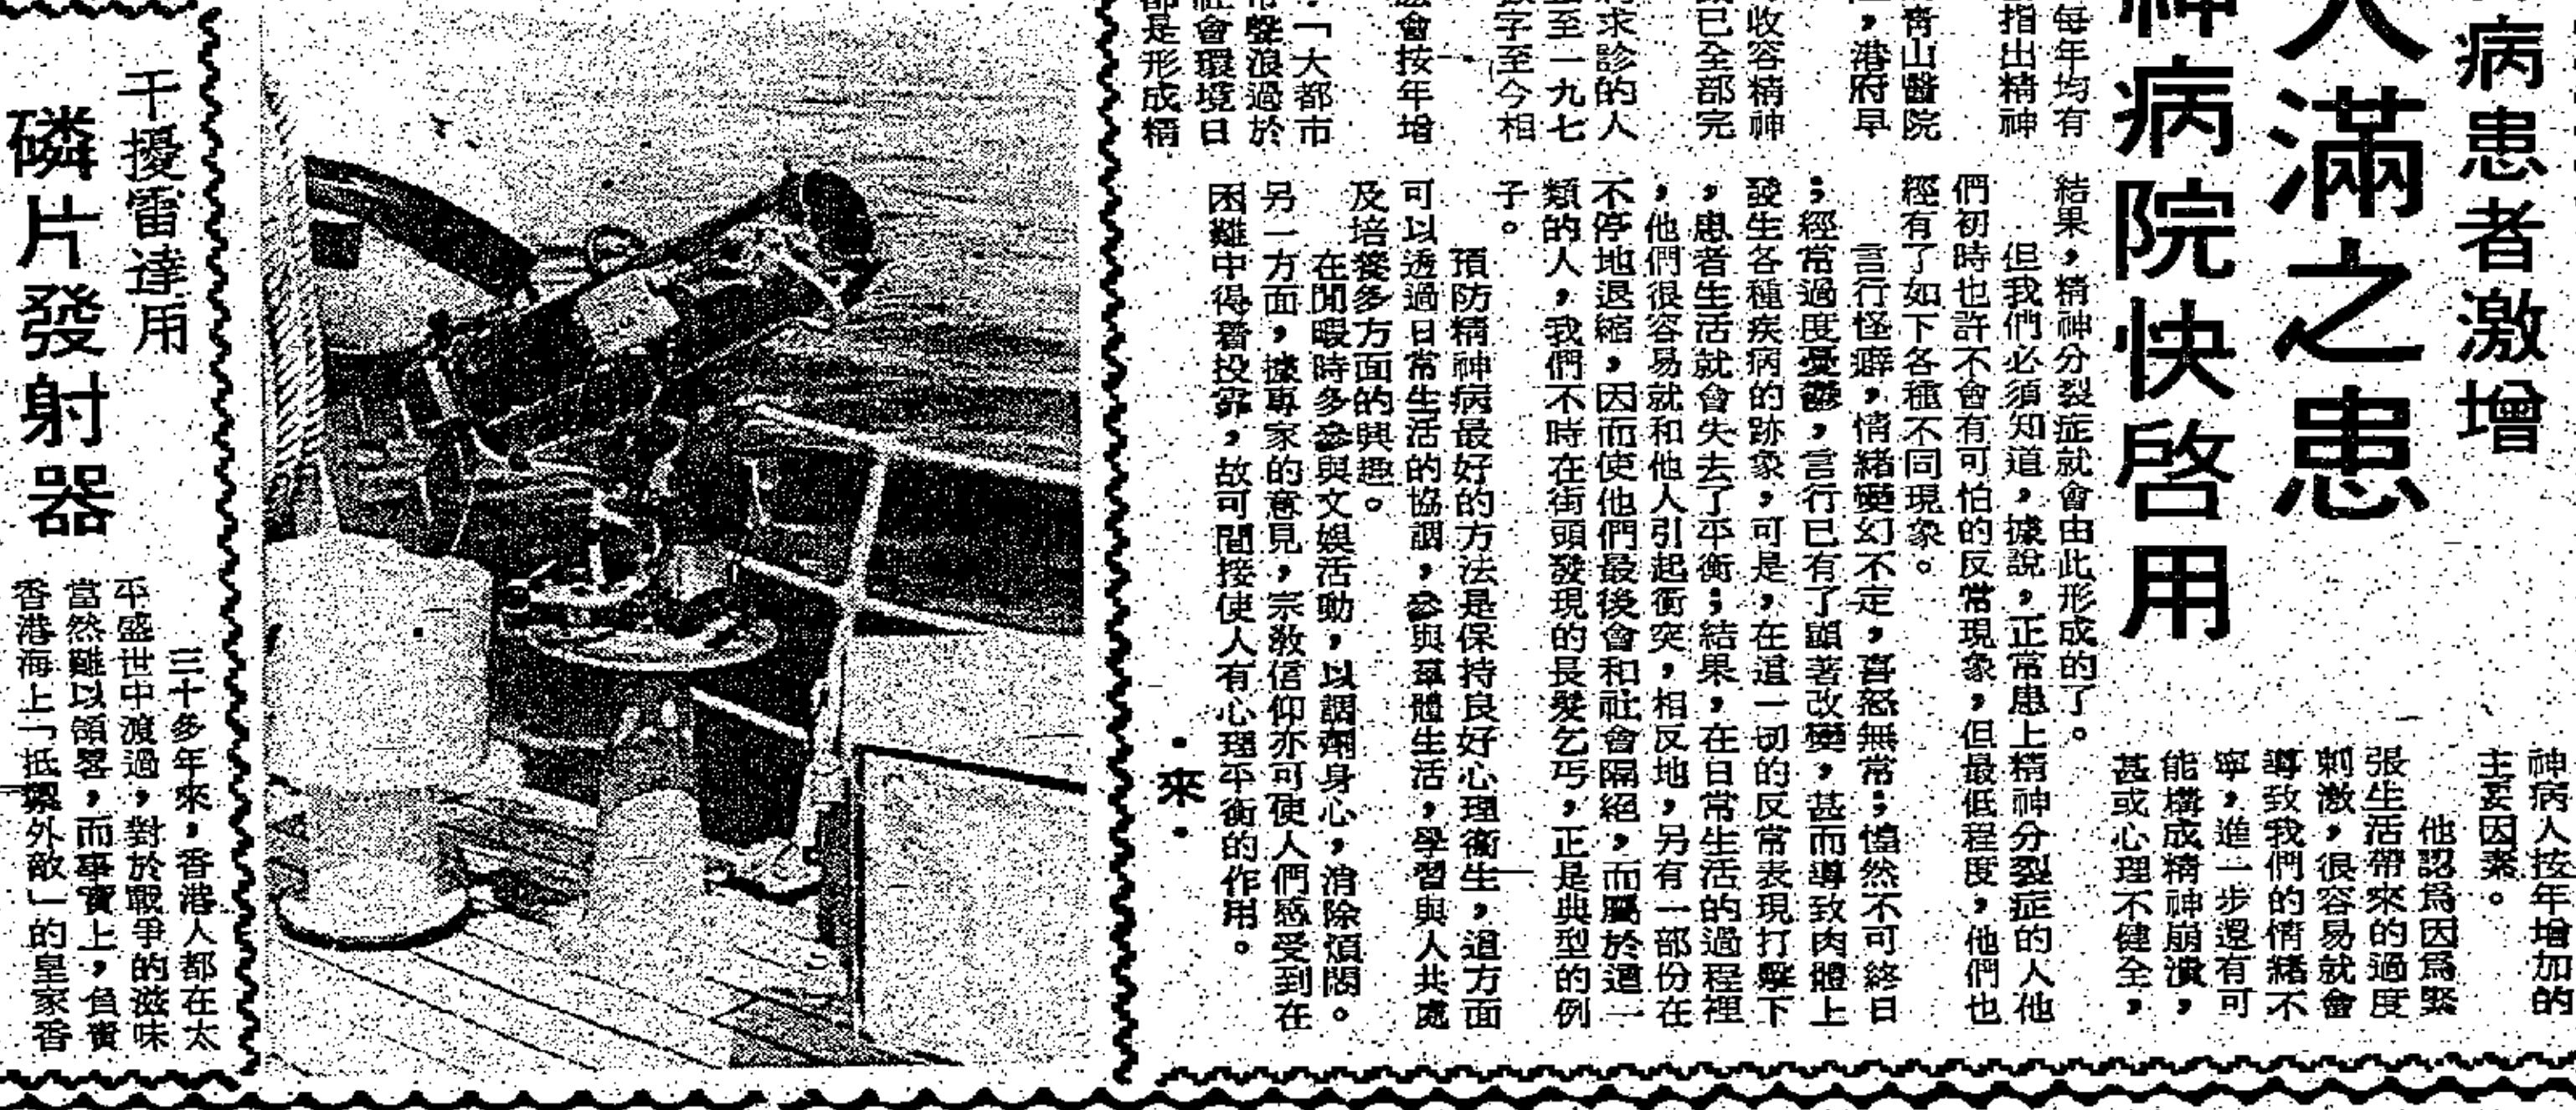 病患者激增
人滿之患
神病院快啓用
神病人按年增加的
主要因素。
他認爲因爲緊
張生活帶來的過度
刺激，很容易就會
導致我們的情緒不
寧，進一步還有可
能構成精神崩潰，
甚或心理不健全，
每年均有
指出精神
青山醫院
，港府早
收容精神
已全部完
求診的人
至一九七
字至今相
會按年增
：「大都市
聲浪過於
社會環境日
都是形成精
結果，精神分裂症就會由此形成的了。
但我們必須知道，據說，正常患上精神分裂症的人他
們初時也許不會有可怕的反常現象，但最低程度，他們也
經有了如下各種不同現象。
言行怪癖，情緒變幻不定，喜怒無常；惶然不可終日
；經常過度憂鬱，言行已有了顯著改變，甚而導致肉體上
發生各種疾病的跡象，可是，在這一切的反常表現打擊下
，患者生活就會失去了平衡；結果，在日常生活的過程裡
，他們很容易就和他人引起衝突，相反地，另有一部份在
不停地退縮，因而使他們最後會和社會隔絕，而屬於這一
類的人，我們不時在街頭發現的長髮乞丐，正是典型的例
子。
預防精神病最好的方法是保持良好心理衞生，這方面
可以透過日常生活的協調，參與羣體生活，學習與人共處
及培養多方面的興趣。
在閒暇時多參與文娛活動，以調劑身心，消除煩悶。
另一方面，據專家的意見，宗敎信仰亦可使人們感受到在
困難中得着投靠，故可間接使人有心理平衡的作用。
・來・
干擾雷達用
磷片發射器
三十多年來，香港人都在太
平盛世中渡過，對於戰爭的滋味
當然難以領畧，而事實上，負責
香港海上「抵禦外敵」的皇家香